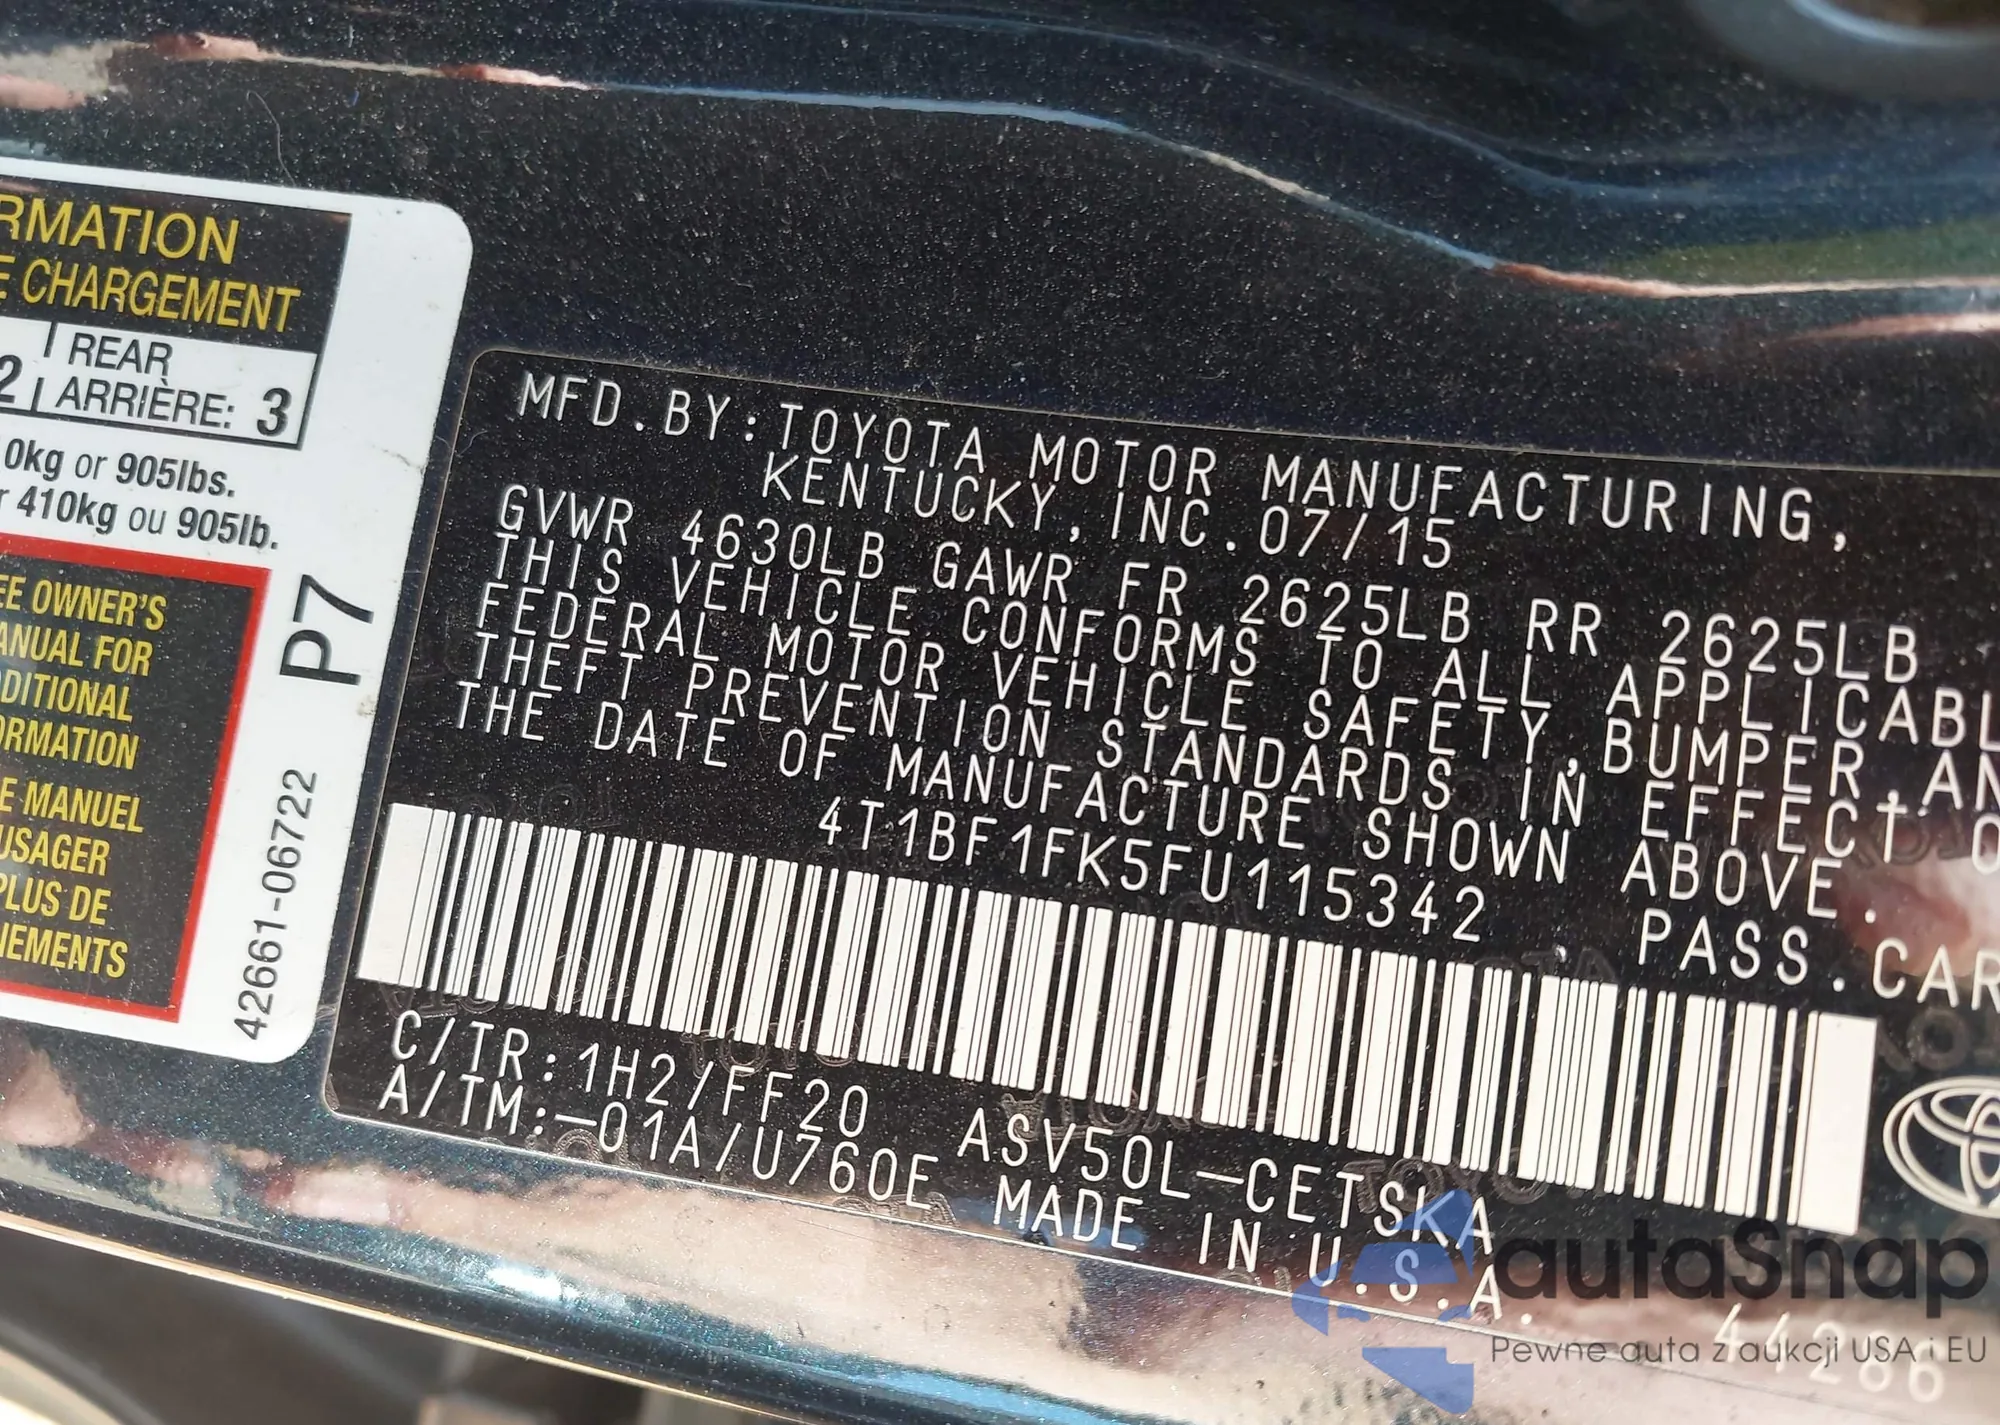 RMATION
E CHARGEMENT
2 REAR
ARRIÈRE: 3
0kg or 905lbs.
r 410kg ou 905lb.
EE OWNER'S
ANUAL FOR
DDITIONAL
ORMATION
E MANUEL
USAGER
PLUS DE
NEMENTS
P7
42661-06722
MFD.BY:TOYOTA MOTOR MANUFACTURING,
KENTUCKY,INC.07/15
GVWR 4630LB GAWR FR 2625LB RR 2625LB
THIS VEHICLE CONFORMS TO ALL APPLICABL
FEDERAL MOTOR VEHICLE SAFETY,BUMPER,AN
THEFT PREVENTION STANDARDS IN EFFECT O
THE DATE OF MANUFACTURE SHOWN ABOVE.
4T1BF1FK5FU115342 PASS.CAR
C/TR:1H2/FF20 ASV50L-CETSKA
A/TM:-01A/U760E MADE IN U.S.A.
44286
autaSnap
Pewne auta z aukcji USA i EU